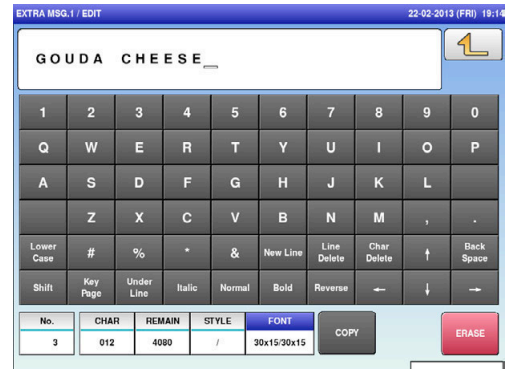 EXTRA MSG.1 / EDIT 22-02-2013 (FRI) 19:14
GOUDA CHEESE_
1 2 3 4 5 6 7 8 9 0
Q W E R T Y U I O P
A S D F G H J K L
Z X C V B N M , .
Lower Case # % * & New Line Line Delete Char Delete ↑ Back Space
Shift Key Page Under Line Italic Normal Bold Reverse ← ↓ →
No. CHAR REMAIN STYLE FONT COPY ERASE
3 012 4080 / 30x15/30x15